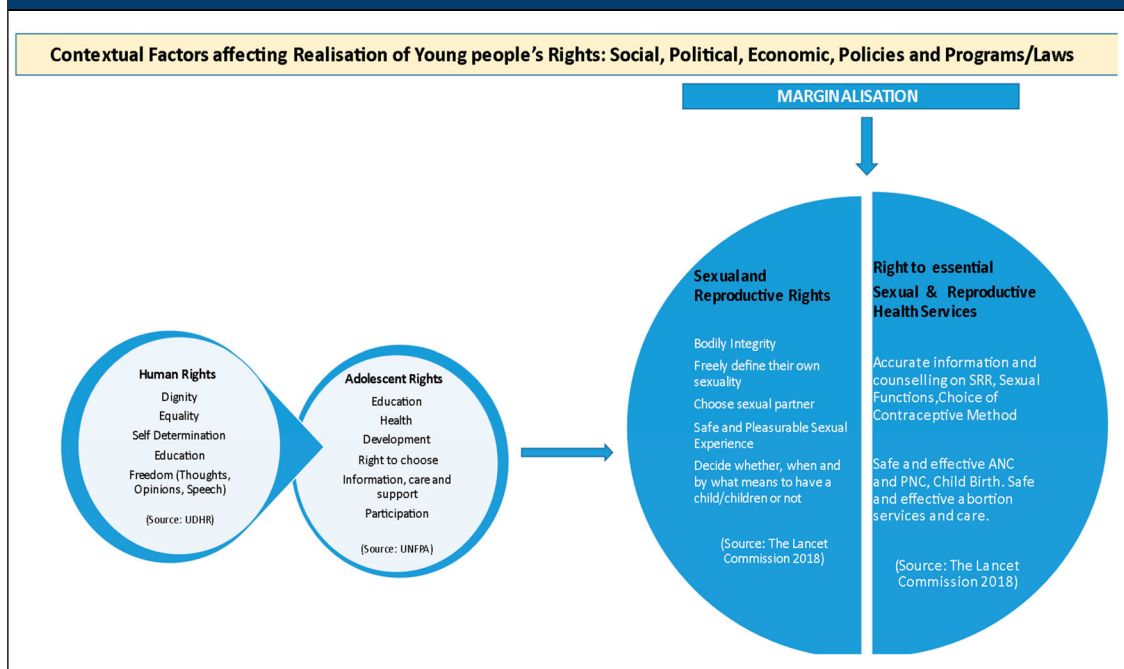 Contextual Factors affecting Realisation of Young people's Rights: Social, Political, Economic, Policies and Programs/Laws
MARGINALISATION
Human Rights
Dignity
Equality
Self Determination
Education
Freedom (Thoughts,
Opinions, Speech)
(Source: UDHR)
Adolescent Rights
Education
Health
Development
Right to choose
Information, care and
support
Participation
(Source: UNFPA)
Sexual and
Reproductive Rights
Bodily Integrity
Freely define their own
sexuality
Choose sexual partner
Safe and Pleasurable Sexual
Experience
Decide whether, when and
by what means to have a
child/children or not
(Source: The Lancet
Commission 2018)
Right to essential
Sexual & Reproductive
Health Services
Accurate information and
counselling on SRR, Sexual
Functions,Choice of
Contraceptive Method
Safe and effective ANC
and PNC, Child Birth. Safe
and effective abortion
services and care.
(Source: The Lancet
Commission 2018)